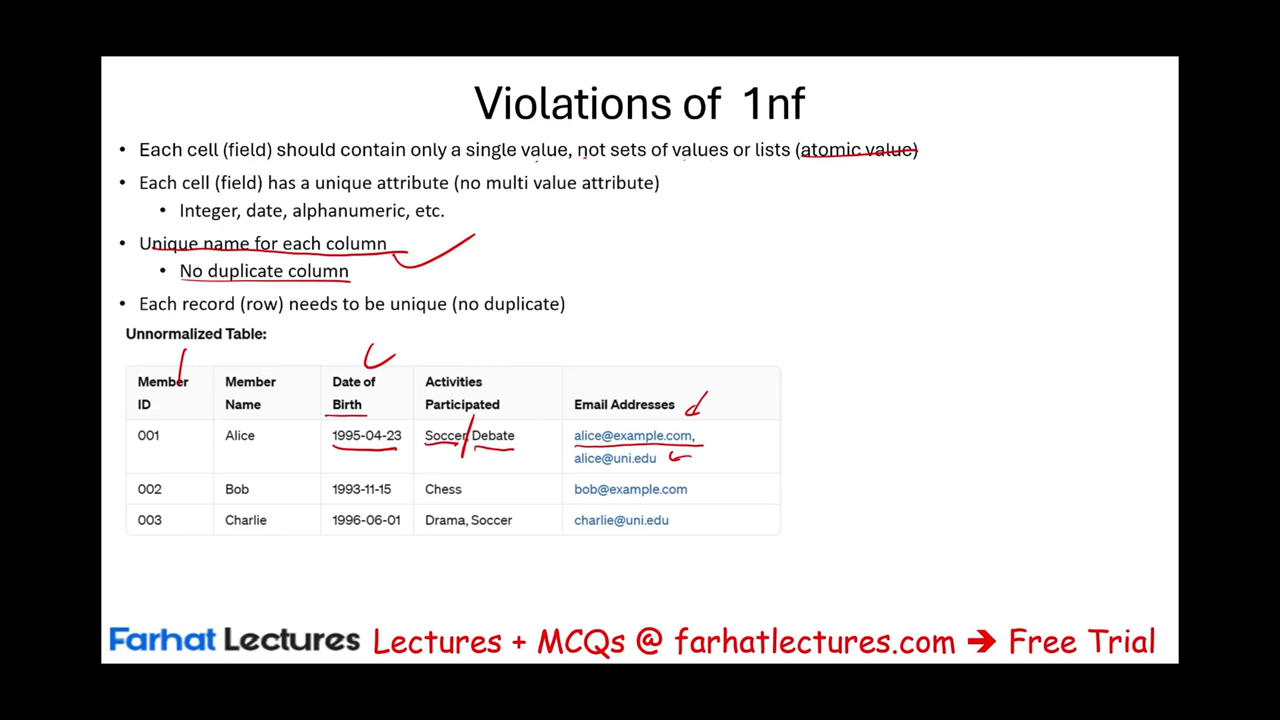 Violations of 1nf
• Each cell (field) should contain only a single value, not sets of values or lists (atomic value)
• Each cell (field) has a unique attribute (no multi value attribute)
• Integer, date, alphanumeric, etc.
• Unique name for each column
• No duplicate column
• Each record (row) needs to be unique (no duplicate)
Unnormalized Table:
Member ID Member Name Date of Birth Activities Participated Email Addresses
001 Alice 1995-04-23 Soccer, Debate alice@example.com,
alice@uni.edu
002 Bob 1993-11-15 Chess bob@example.com
003 Charlie 1996-06-01 Drama, Soccer charlie@uni.edu
Farhat Lectures Lectures + MCQs @ farhatlectures.com ➔ Free Trial